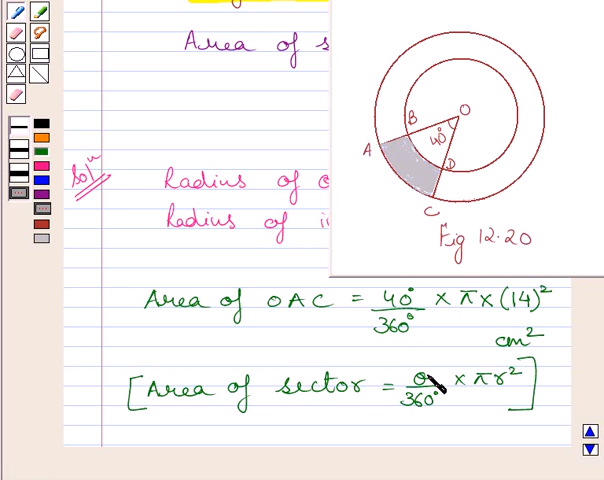 Area of s
O
B
40°
A
D
C
Fig 12.20
Solⁿ
Radius of o
Radius of i
Area of OAC = 40°/360° × π × (14)²
cm²
[Area of sector = θ/360° × πr²]